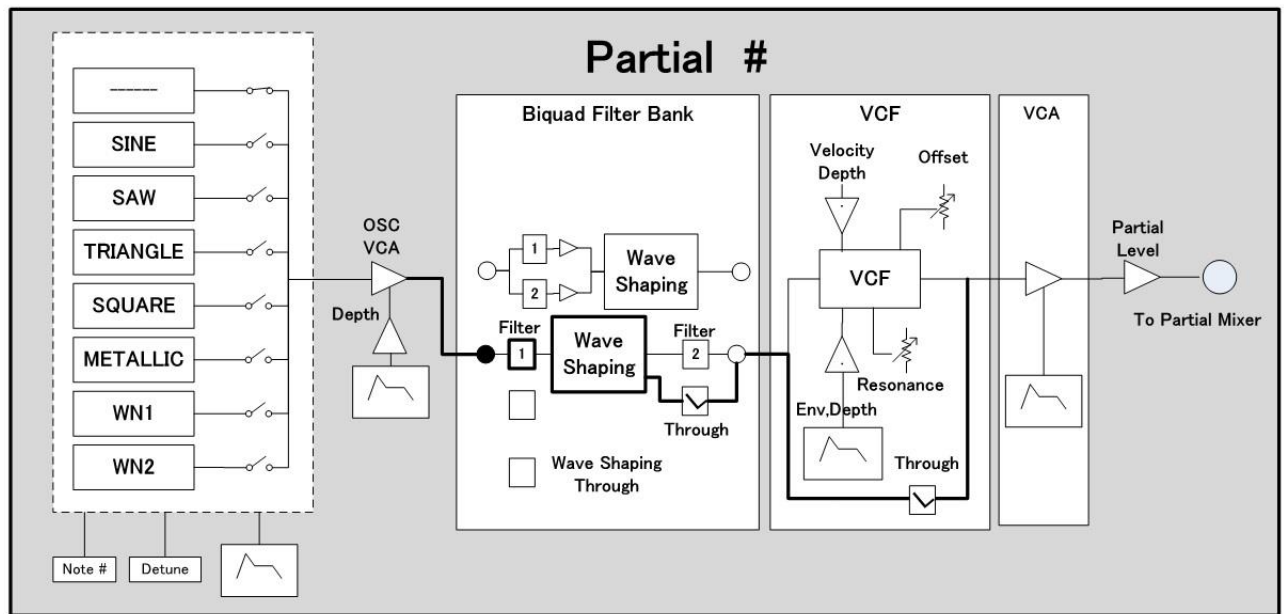 Partial #
------
SINE
SAW
TRIANGLE
SQUARE
METALLIC
WN1
WN2
Note #
Detune
OSC
VCA
Depth
Biquad Filter Bank
1
2
Wave
Shaping
Filter
1
Wave
Shaping
Filter
2
Through
Wave Shaping
Through
VCF
Velocity
Depth
Offset
VCF
Resonance
Env,Depth
Through
VCA
Partial
Level
To Partial Mixer